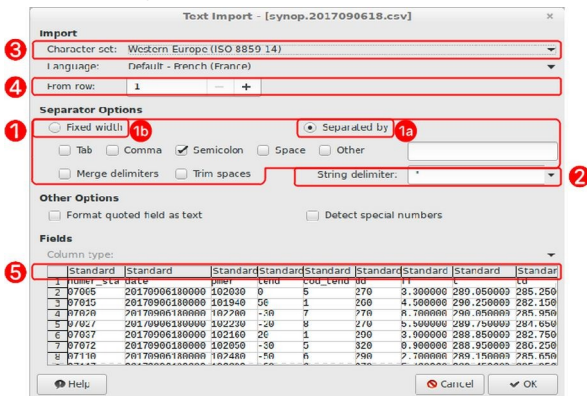 Text Import - [synop.2017090618.csv]
Import
3 Character set: Western Europe (ISO 8859 14)
Language: Default - French (France)
4 From row: 1 - +
Separator Options
1 Fixed width 1b Separated by 1a
Tab Comma Semicolon Space Other
Merge delimiters Trim spaces String delimiter: " 2
Other Options
Format quoted field as text Detect special numbers
Fields
Column type:
5 Standard Standard Standard Standard Standard Standard Standard Standard Standard
1 numer_sta date pmer tend cod_tend dd ff t td
2 07005 20170906180000 102030 0 5 270 3.300000 289.050000 285.250
3 07015 20170906180000 101940 50 1 260 4.500000 290.250000 282.150
4 07020 20170906180000 102200 -30 7 270 8.700000 290.050000 285.950
5 07027 20170906180000 102230 -20 8 270 5.500000 289.750000 284.650
6 07037 20170906180000 102160 20 1 290 3.900000 288.850000 282.750
7 07072 20170906180000 102050 -30 5 320 0.900000 288.950000 286.250
8 07110 20170906180000 102480 -50 6 290 2.700000 289.150000 285.650
Help Cancel OK